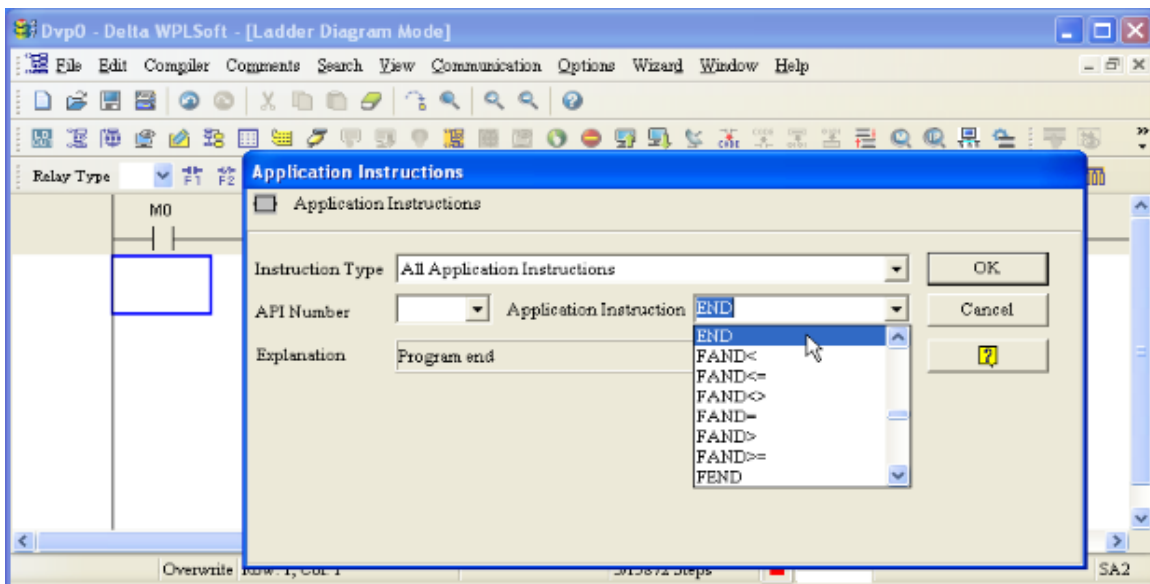 Dvp0 - Delta WPLSoft - [Ladder Diagram Mode]
File Edit Compiler Comments Search View Communication Options Wizard Window Help
Relay Type F1 F2
Application Instructions
M0
Application Instructions
Instruction Type All Application Instructions OK
API Number Application Instruction END Cancel
Explanation Program end
END
FAND<
FAND<=
FAND<>
FAND=
FAND>
FAND>=
FEND
Overwrite SA2